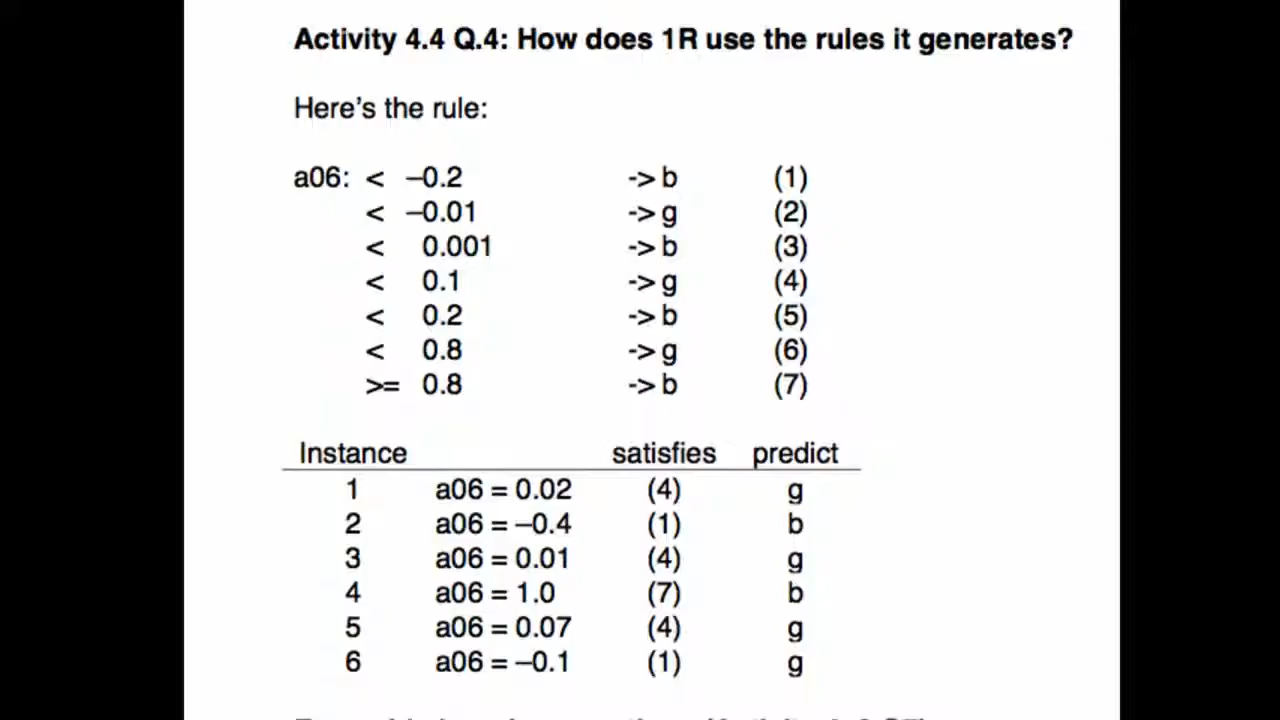 Activity 4.4 Q.4: How does 1R use the rules it generates?
Here's the rule:
a06: < –0.2 -> b (1)
< –0.01 -> g (2)
< 0.001 -> b (3)
< 0.1 -> g (4)
< 0.2 -> b (5)
< 0.8 -> g (6)
>= 0.8 -> b (7)
Instance satisfies predict
1 a06 = 0.02 (4) g
2 a06 = –0.4 (1) b
3 a06 = 0.01 (4) g
4 a06 = 1.0 (7) b
5 a06 = 0.07 (4) g
6 a06 = –0.1 (1) g